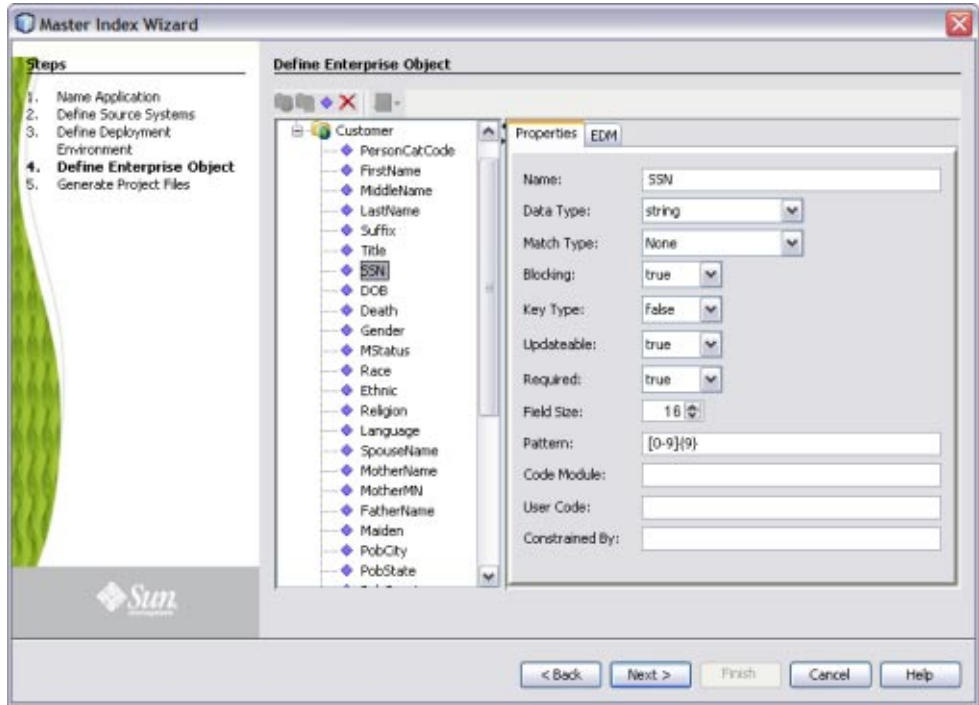 Master Index Wizard
Steps
1. Name Application
2. Define Source Systems
3. Define Deployment
Environment
4. Define Enterprise Object
5. Generate Project Files
Sun
Define Enterprise Object
Customer
PersonCatCode
FirstName
MiddleName
LastName
Suffix
Title
SSN
DOB
Death
Gender
MStatus
Race
Ethnic
Religion
Language
SpouseName
MotherName
MotherMN
FatherName
Maiden
PobCity
PobState
Properties EDM
Name: SSN
Data Type: string
Match Type: None
Blocking: true
Key Type: false
Updateable: true
Required: true
Field Size: 16
Pattern: [0-9]{9}
Code Module:
User Code:
Constrained By:
< Back Next > Finish Cancel Help